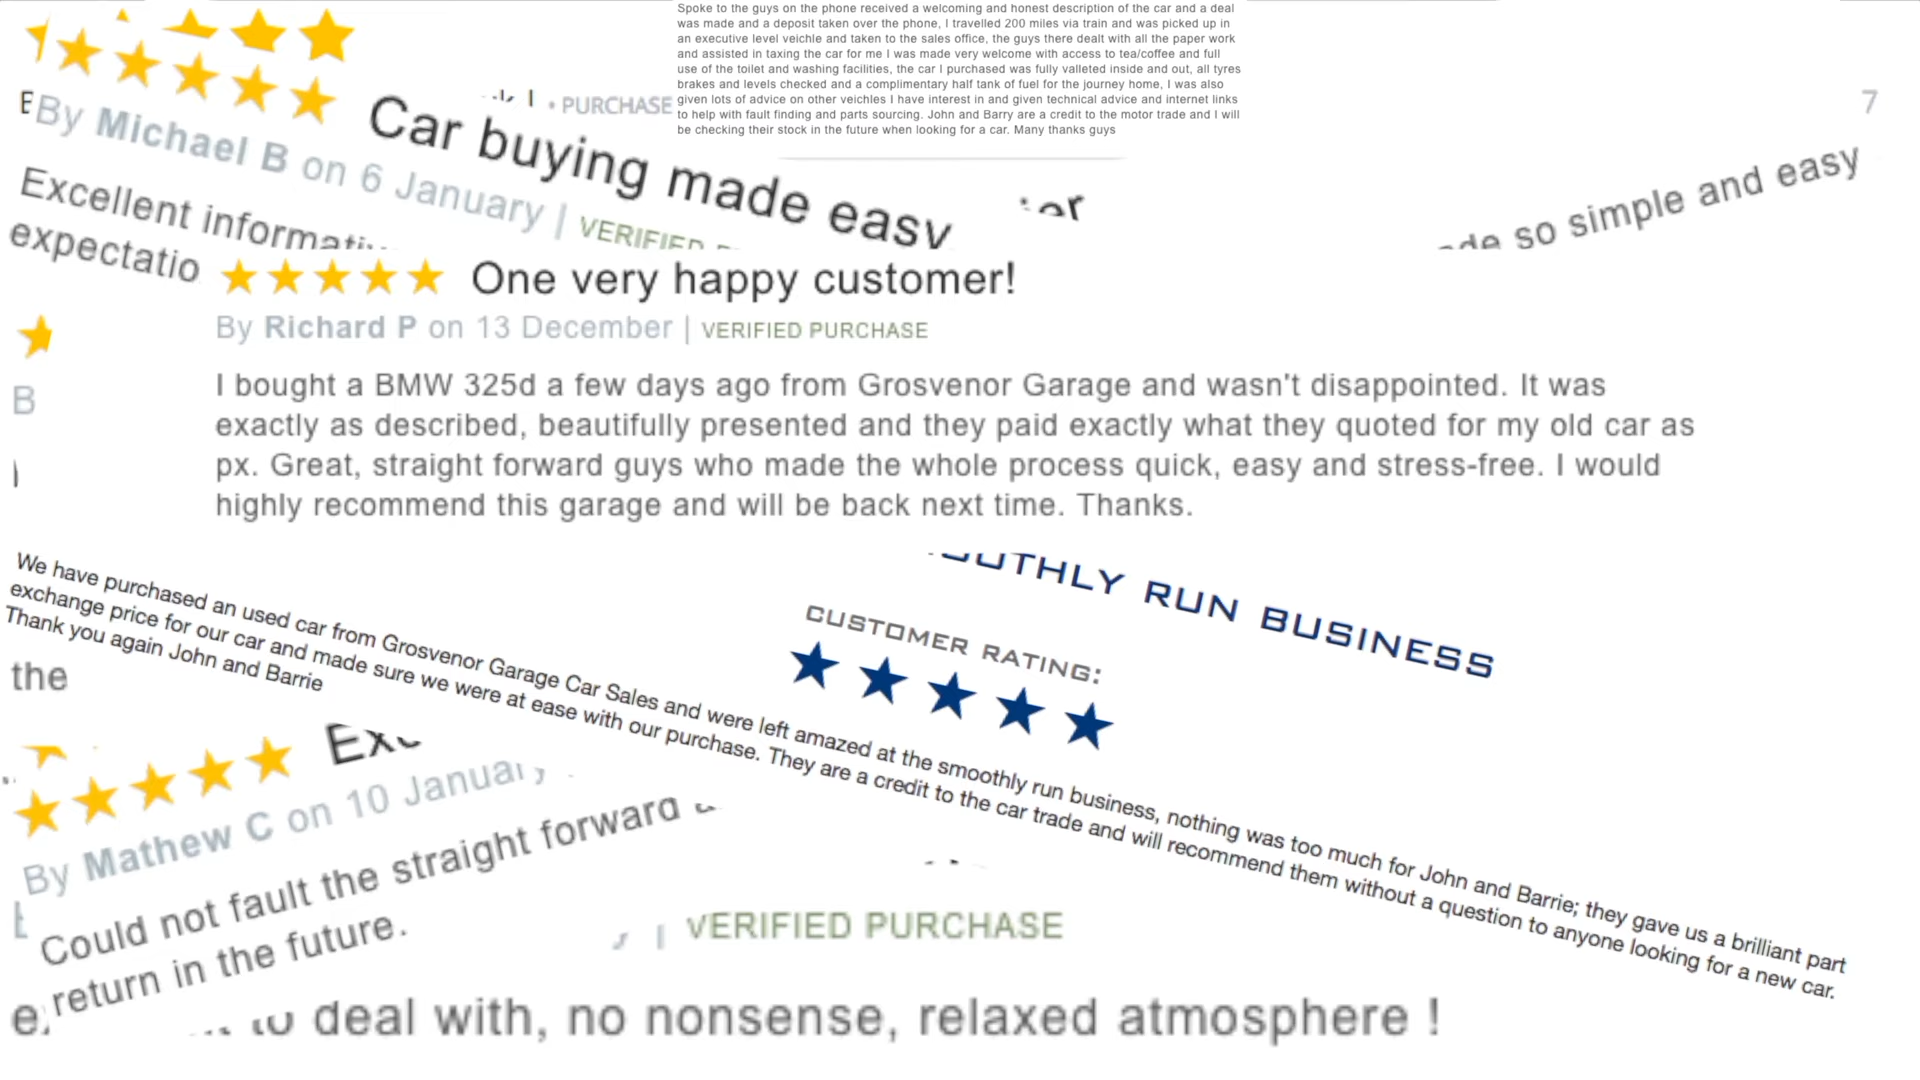 Spoke to the guys on the phone received a welcoming and honest description of the car and a deal
was made and a deposit taken over the phone, I travelled 200 miles via train and was picked up in
an executive level veichle and taken to the sales office, the guys there dealt with all the paper work
and assisted in taxing the car for me I was made very welcome with access to tea/coffee and full
use of the toilet and washing facilities, the car I purchased was fully valleted inside and out, all tyres
brakes and levels checked and a complimentary half tank of fuel for the journey home, I was also
given lots of advice on other veichles I have interest in and given technical advice and internet links
to help with fault finding and parts sourcing. John and Barry are a credit to the motor trade and I will
be checking their stock in the future when looking for a car. Many thanks guys
PURCHASE
7
Car buying made easy
By Michael B on 6 January | VERIFIED
Excellent
expectatio
so simple and easy
One very happy customer!
By Richard P on 13 December | VERIFIED PURCHASE
B
I bought a BMW 325d a few days ago from Grosvenor Garage and wasn't disappointed. It was
exactly as described, beautifully presented and they paid exactly what they quoted for my old car as
px. Great, straight forward guys who made the whole process quick, easy and stress-free. I would
highly recommend this garage and will be back next time. Thanks.
RUN BUSINESS
CUSTOMER RATING:
We have purchased an used car from Grosvenor Garage Car Sales and were left amazed at the smoothly run business, nothing was too much for John and Barrie; they gave us a brilliant part
exchange price for our car and made sure we were at ease with our purchase. They are a credit to the car trade and will recommend them without a question to anyone looking for a new car.
Thank you again John and Barrie
the
By Mathew C on 10 January
Could not fault the straight forward
return in the future.
VERIFIED PURCHASE
to deal with, no nonsense, relaxed atmosphere !